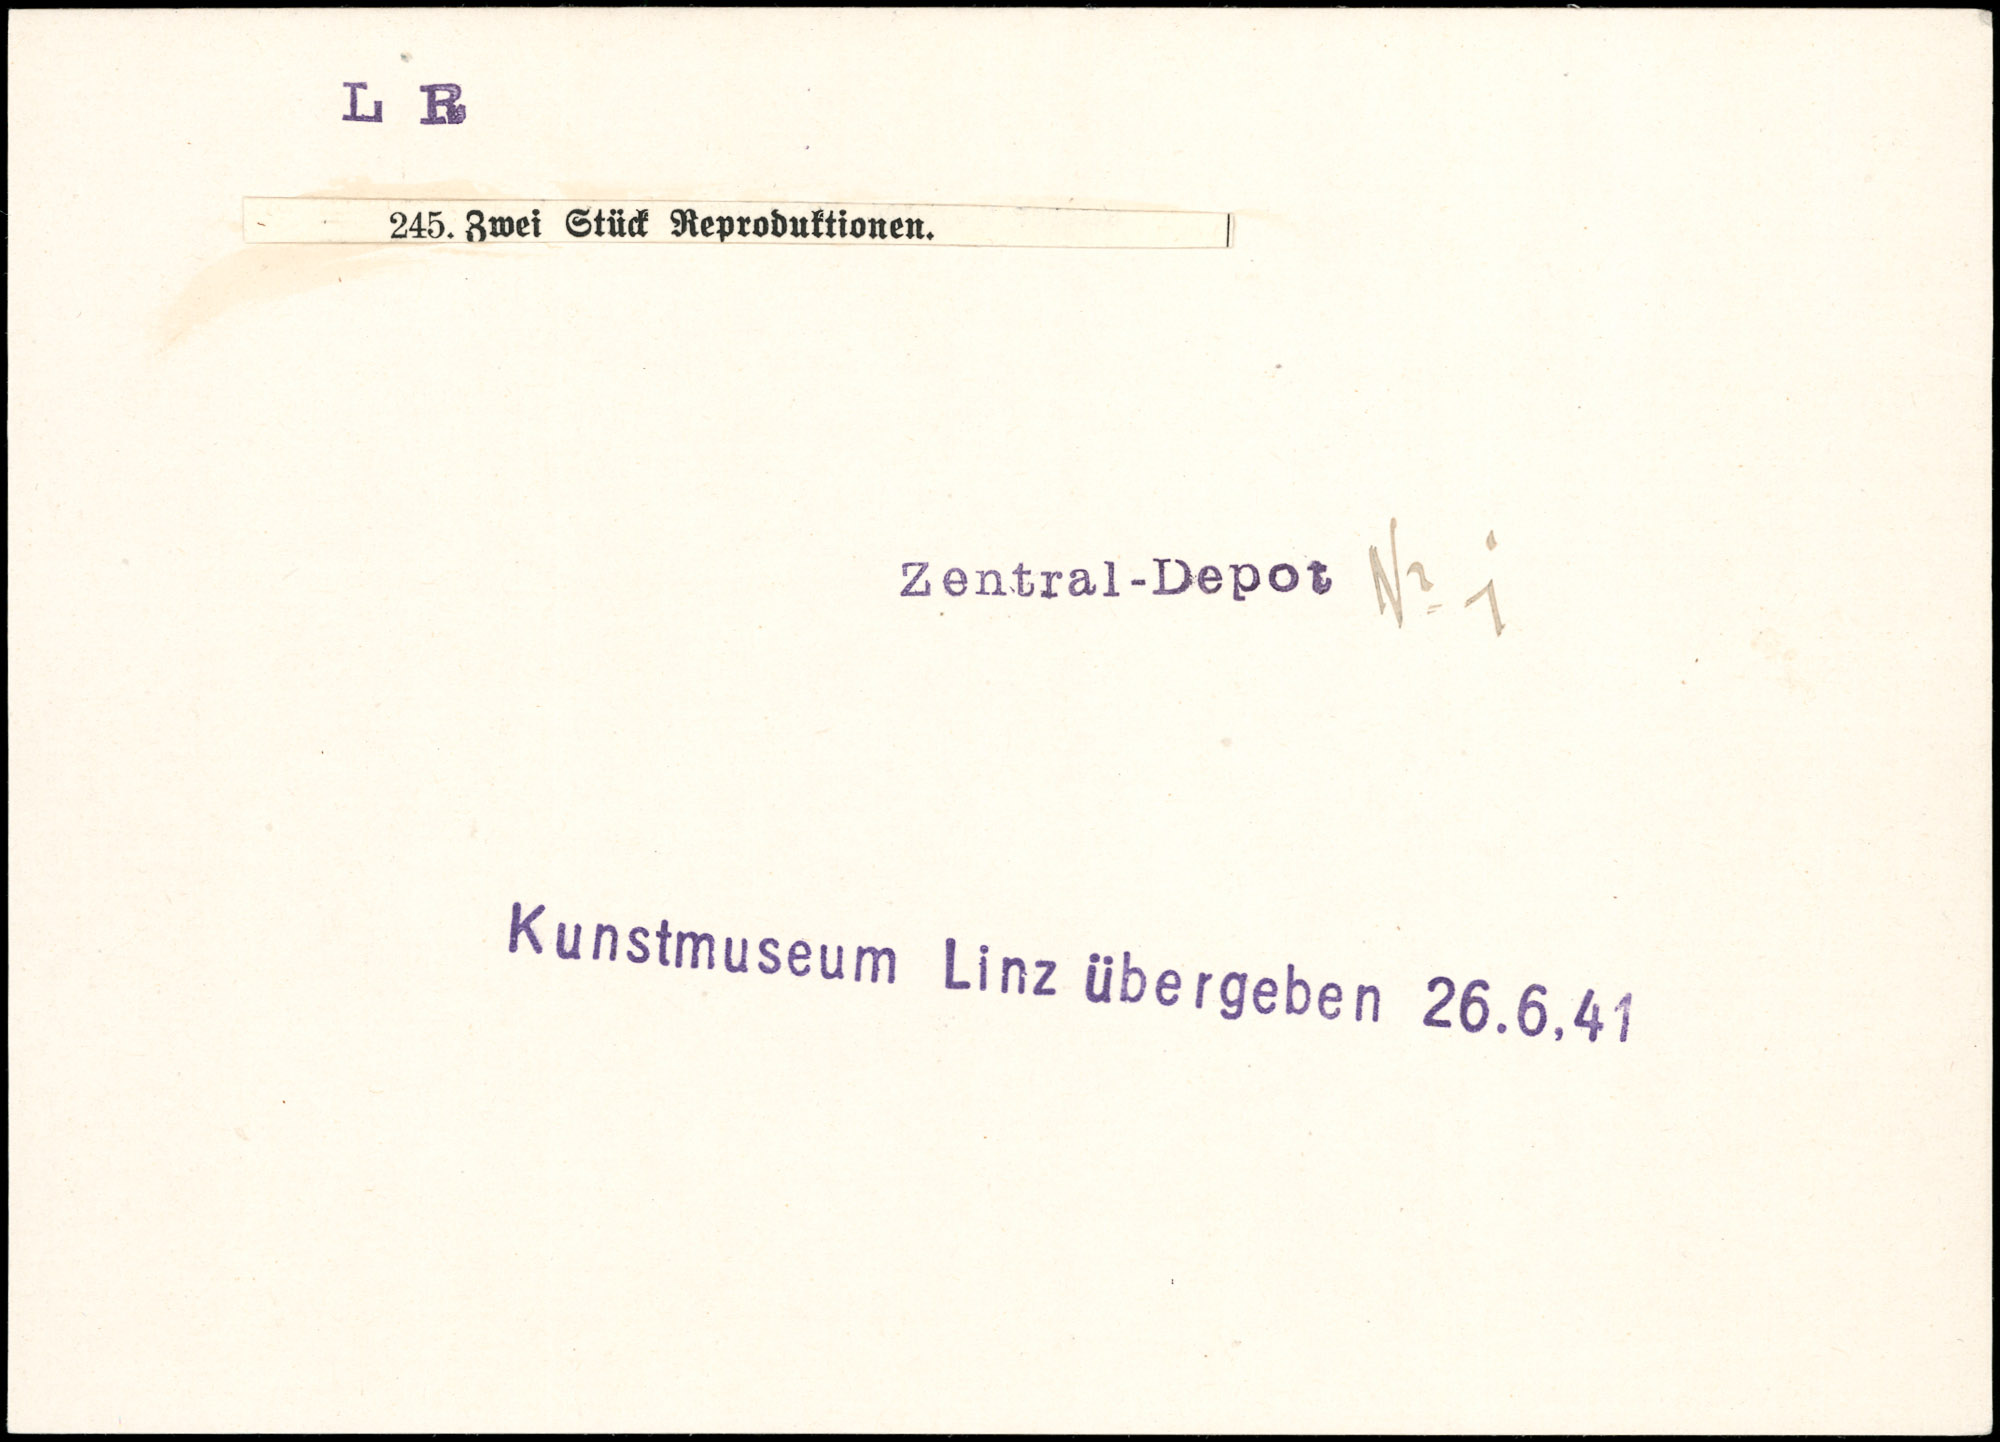 L R
245. Zwei Stück Reproduktionen.
Zentral-Depot Nr. 1
Kunstmuseum Linz übergeben 26.6.41